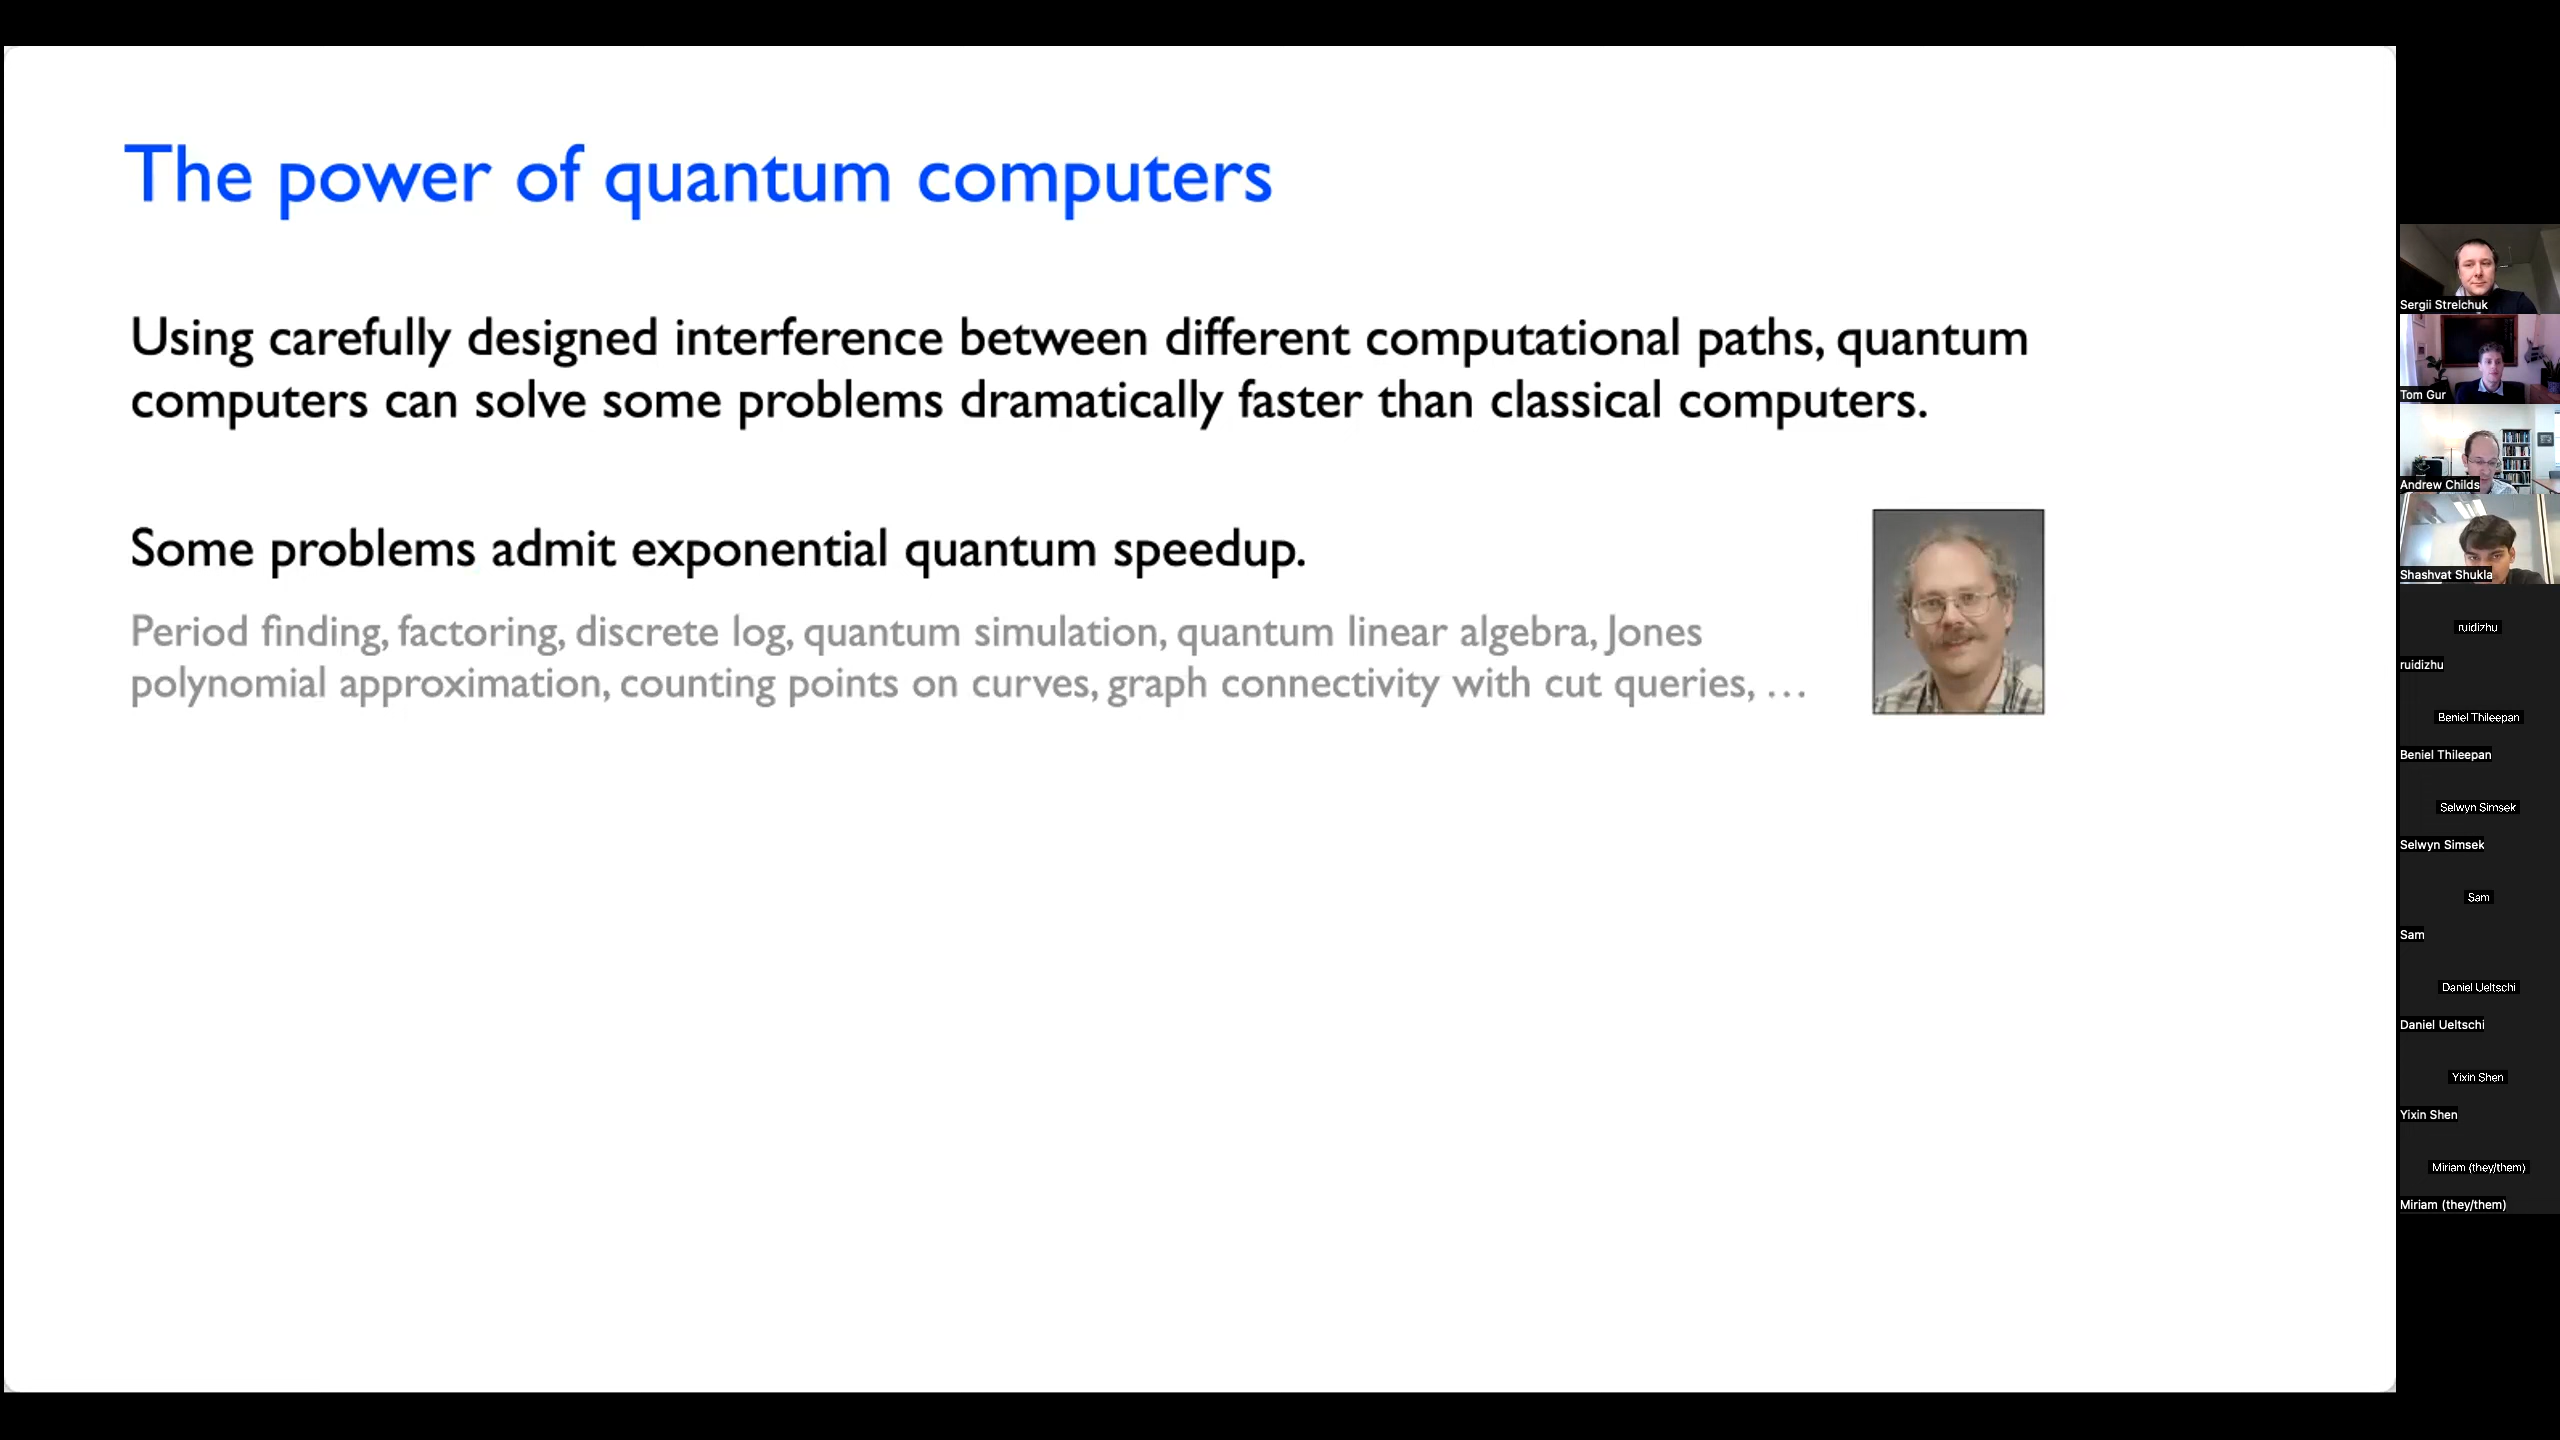 The power of quantum computers
Using carefully designed interference between different computational paths, quantum
computers can solve some problems dramatically faster than classical computers.
Some problems admit exponential quantum speedup.
Period finding, factoring, discrete log, quantum simulation, quantum linear algebra, Jones
polynomial approximation, counting points on curves, graph connectivity with cut queries, …
Sergii Strelchuk
Tom Gur
Andrew Childs
Shashvat Shukla
ruidizhu
ruidizhu
Beniel Thileepan
Beniel Thileepan
Selwyn Simsek
Selwyn Simsek
Sam
Sam
Daniel Ueltschi
Daniel Ueltschi
Yixin Shen
Yixin Shen
Miriam (they/them)
Miriam (they/them)